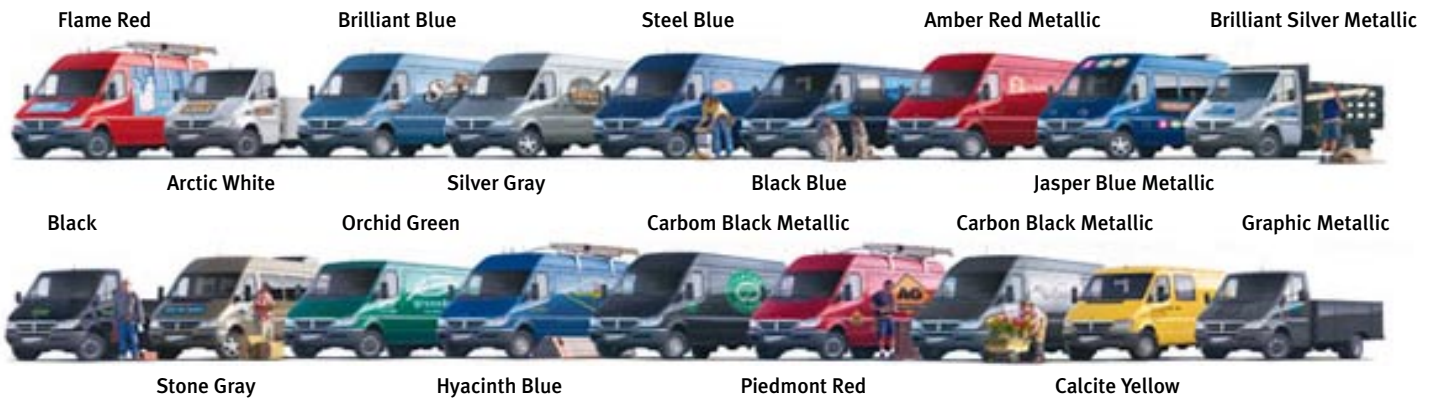 Flame Red Brilliant Blue Steel Blue Amber Red Metallic Brilliant Silver Metallic
Arctic White Silver Gray Black Blue Jasper Blue Metallic
Black Orchid Green Carbom Black Metallic Carbon Black Metallic Graphic Metallic
AG
Stone Gray Hyacinth Blue Piedmont Red Calcite Yellow